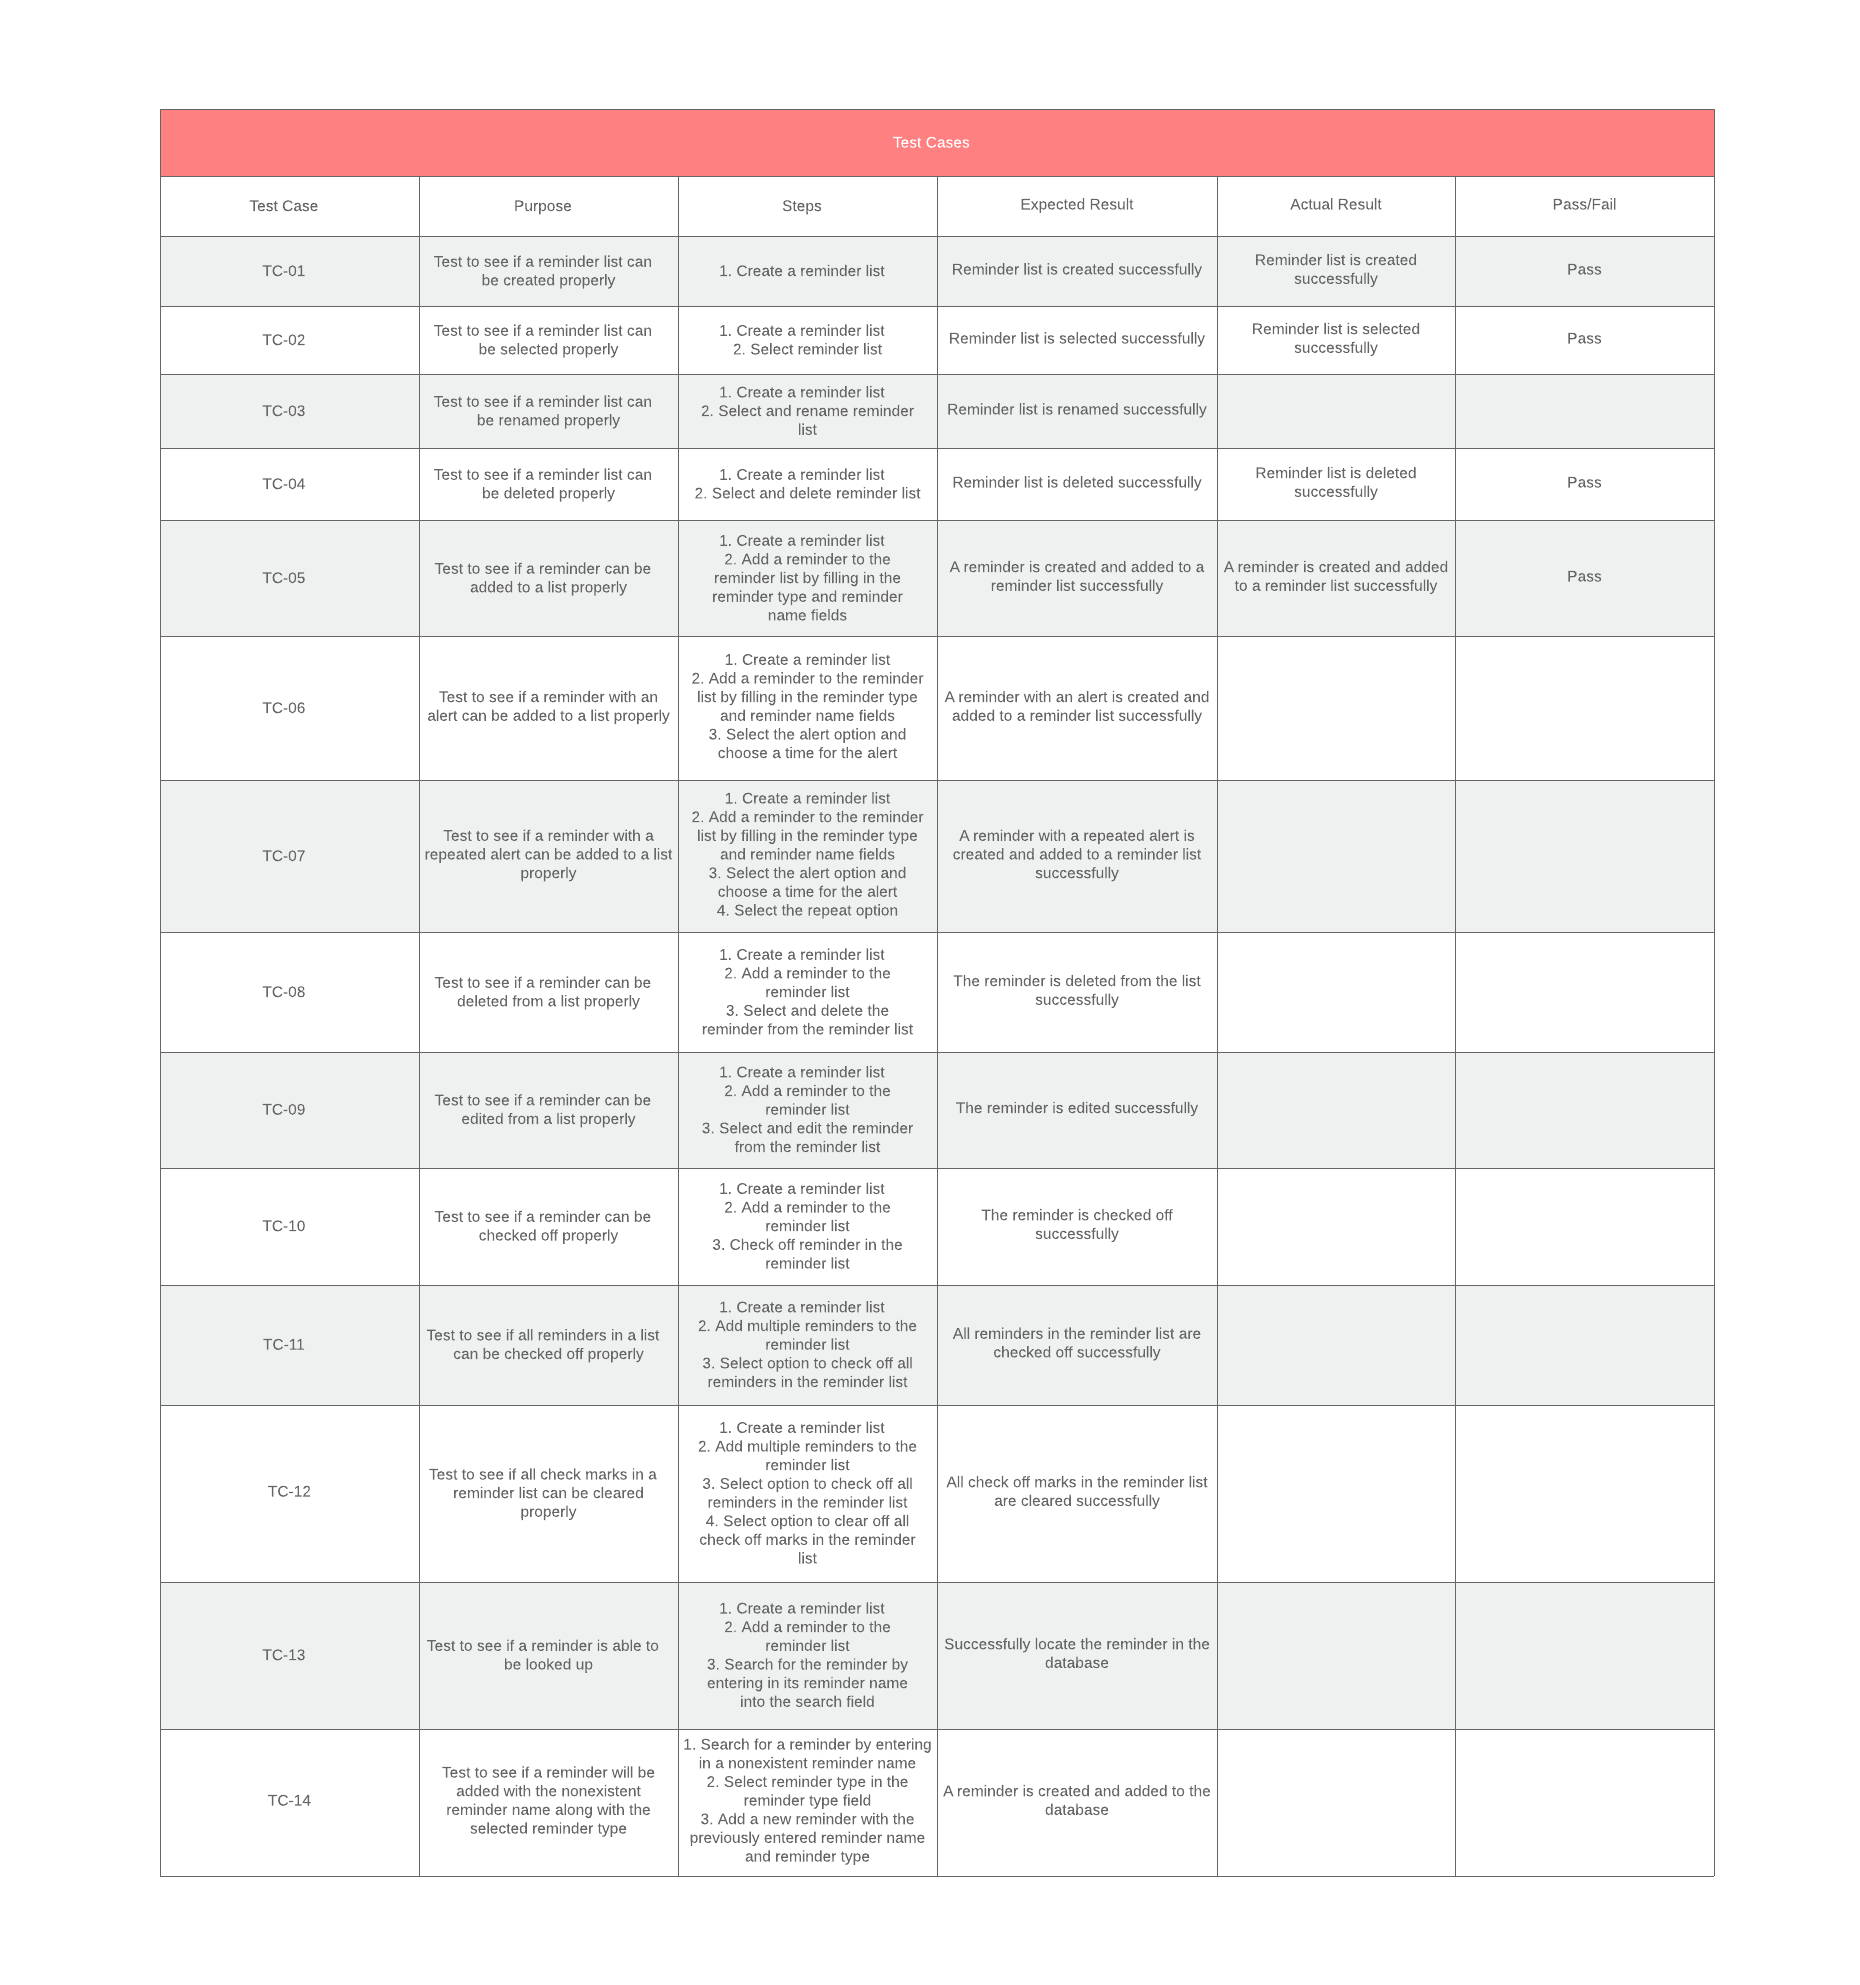 Test Cases
Test Case
Purpose
Steps
Expected Result
Actual Result
Pass/Fail
TC-01
Test to see if a reminder list can
be created properly
1. Create a reminder list
Reminder list is created successfully
Reminder list is created
successfully
Pass
TC-02
Test to see if a reminder list can
be selected properly
1. Create a reminder list
2. Select reminder list
Reminder list is selected successfully
Reminder list is selected
successfully
Pass
TC-03
Test to see if a reminder list can
be renamed properly
1. Create a reminder list
2. Select and rename reminder
list
Reminder list is renamed successfully
TC-04
Test to see if a reminder list can
be deleted properly
1. Create a reminder list
2. Select and delete reminder list
Reminder list is deleted successfully
Reminder list is deleted
successfully
Pass
TC-05
Test to see if a reminder can be
added to a list properly
1. Create a reminder list
2. Add a reminder to the
reminder list by filling in the
reminder type and reminder
name fields
A reminder is created and added to a
reminder list successfully
A reminder is created and added
to a reminder list successfully
Pass
TC-06
Test to see if a reminder with an
alert can be added to a list properly
1. Create a reminder list
2. Add a reminder to the reminder
list by filling in the reminder type
and reminder name fields
3. Select the alert option and
choose a time for the alert
A reminder with an alert is created and
added to a reminder list successfully
TC-07
Test to see if a reminder with a
repeated alert can be added to a list
properly
1. Create a reminder list
2. Add a reminder to the reminder
list by filling in the reminder type
and reminder name fields
3. Select the alert option and
choose a time for the alert
4. Select the repeat option
A reminder with a repeated alert is
created and added to a reminder list
successfully
TC-08
Test to see if a reminder can be
deleted from a list properly
1. Create a reminder list
2. Add a reminder to the
reminder list
3. Select and delete the
reminder from the reminder list
The reminder is deleted from the list
successfully
TC-09
Test to see if a reminder can be
edited from a list properly
1. Create a reminder list
2. Add a reminder to the
reminder list
3. Select and edit the reminder
from the reminder list
The reminder is edited successfully
TC-10
Test to see if a reminder can be
checked off properly
1. Create a reminder list
2. Add a reminder to the
reminder list
3. Check off reminder in the
reminder list
The reminder is checked off
successfully
TC-11
Test to see if all reminders in a list
can be checked off properly
1. Create a reminder list
2. Add multiple reminders to the
reminder list
3. Select option to check off all
reminders in the reminder list
All reminders in the reminder list are
checked off successfully
TC-12
Test to see if all check marks in a
reminder list can be cleared
properly
1. Create a reminder list
2. Add multiple reminders to the
reminder list
3. Select option to check off all
reminders in the reminder list
4. Select option to clear off all
check off marks in the reminder
list
All check off marks in the reminder list
are cleared successfully
TC-13
Test to see if a reminder is able to
be looked up
1. Create a reminder list
2. Add a reminder to the
reminder list
3. Search for the reminder by
entering in its reminder name
into the search field
Successfully locate the reminder in the
database
TC-14
Test to see if a reminder will be
added with the nonexistent
reminder name along with the
selected reminder type
1. Search for a reminder by entering
in a nonexistent reminder name
2. Select reminder type in the
reminder type field
3. Add a new reminder with the
previously entered reminder name
and reminder type
A reminder is created and added to the
database